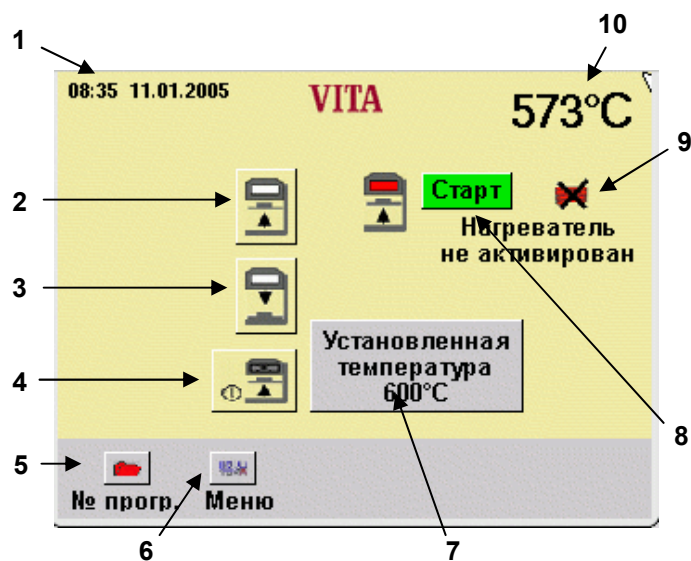 10
1
08:35 11.01.2005
VITA
573°C
9
2
Старт
Нагреватель
не активирован
3
Установленная
температура
600°C
4
8
5
№ прогр.
Меню
6
7